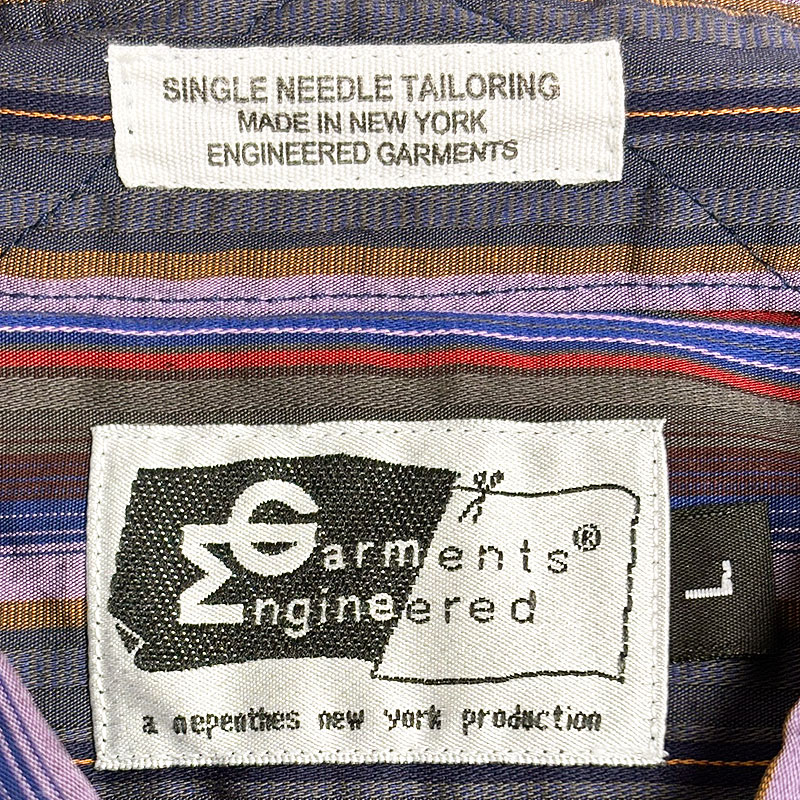 SINGLE NEEDLE TAILORING
MADE IN NEW YORK
ENGINEERED GARMENTS
Garments®
Engineered
L
a nepenthes new york production